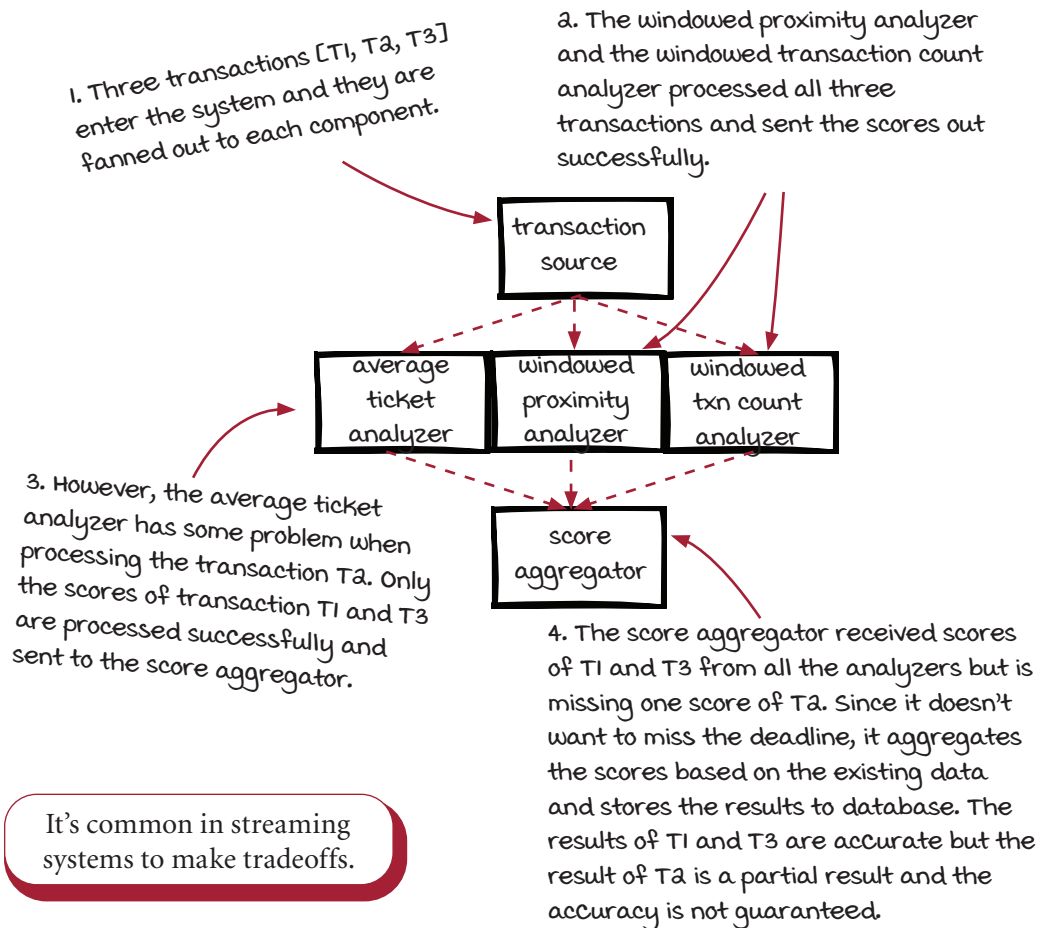 1. Three transactions [T1, T2, T3]
enter the system and they are
fanned out to each component.
2. The windowed proximity analyzer
and the windowed transaction count
analyzer processed all three
transactions and sent the scores out
successfully.
transaction
source
average
ticket
analyzer
windowed
proximity
analyzer
windowed
txn count
analyzer
3. However, the average ticket
analyzer has some problem when
processing the transaction T2. Only
the scores of transaction T1 and T3
are processed successfully and
sent to the score aggregator.
score
aggregator
4. The score aggregator received scores
of T1 and T3 from all the analyzers but is
missing one score of T2. Since it doesn't
want to miss the deadline, it aggregates
the scores based on the existing data
and stores the results to database. The
results of T1 and T3 are accurate but the
result of T2 is a partial result and the
accuracy is not guaranteed.
It's common in streaming
systems to make tradeoffs.